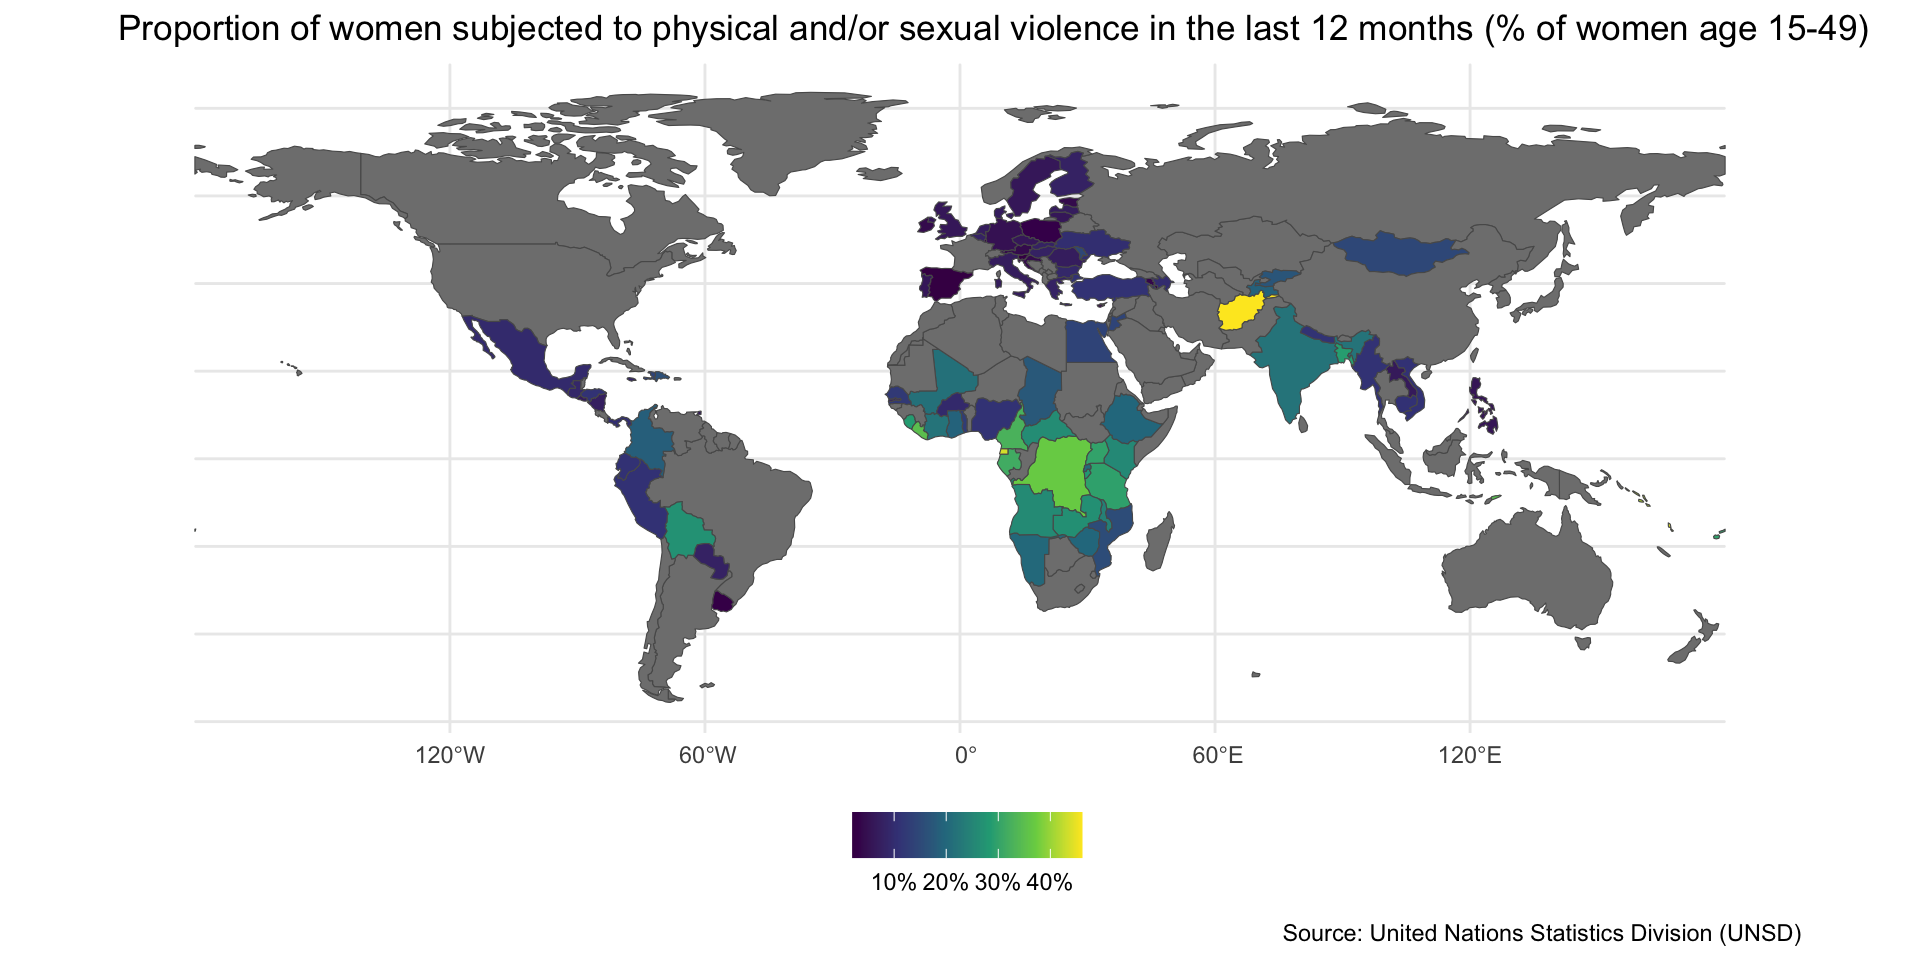 Proportion of women subjected to physical and/or sexual violence in the last 12 months (% of women age 15-49)
120°W 60°W 0° 60°E 120°E
10% 20% 30% 40%
Source: United Nations Statistics Division (UNSD)